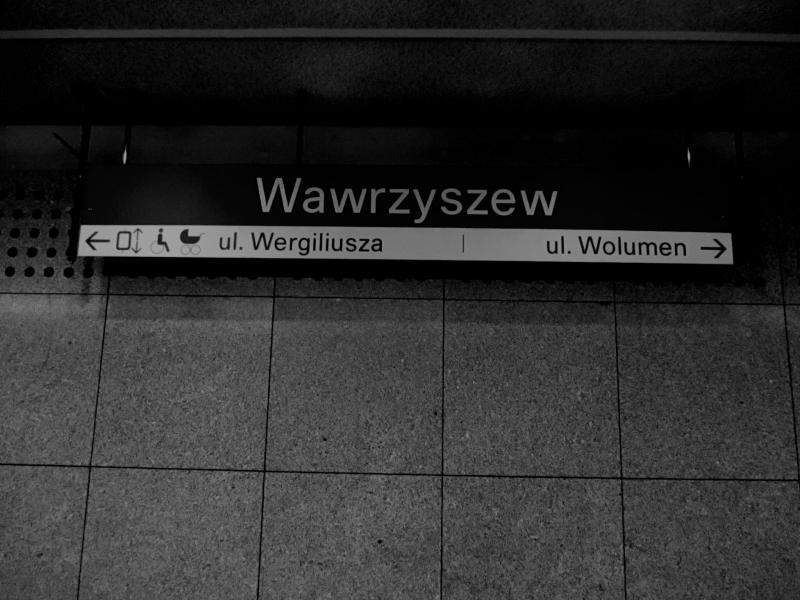 Wawrzyszew
← ul. Wergiliusza | ul. Wolumen →